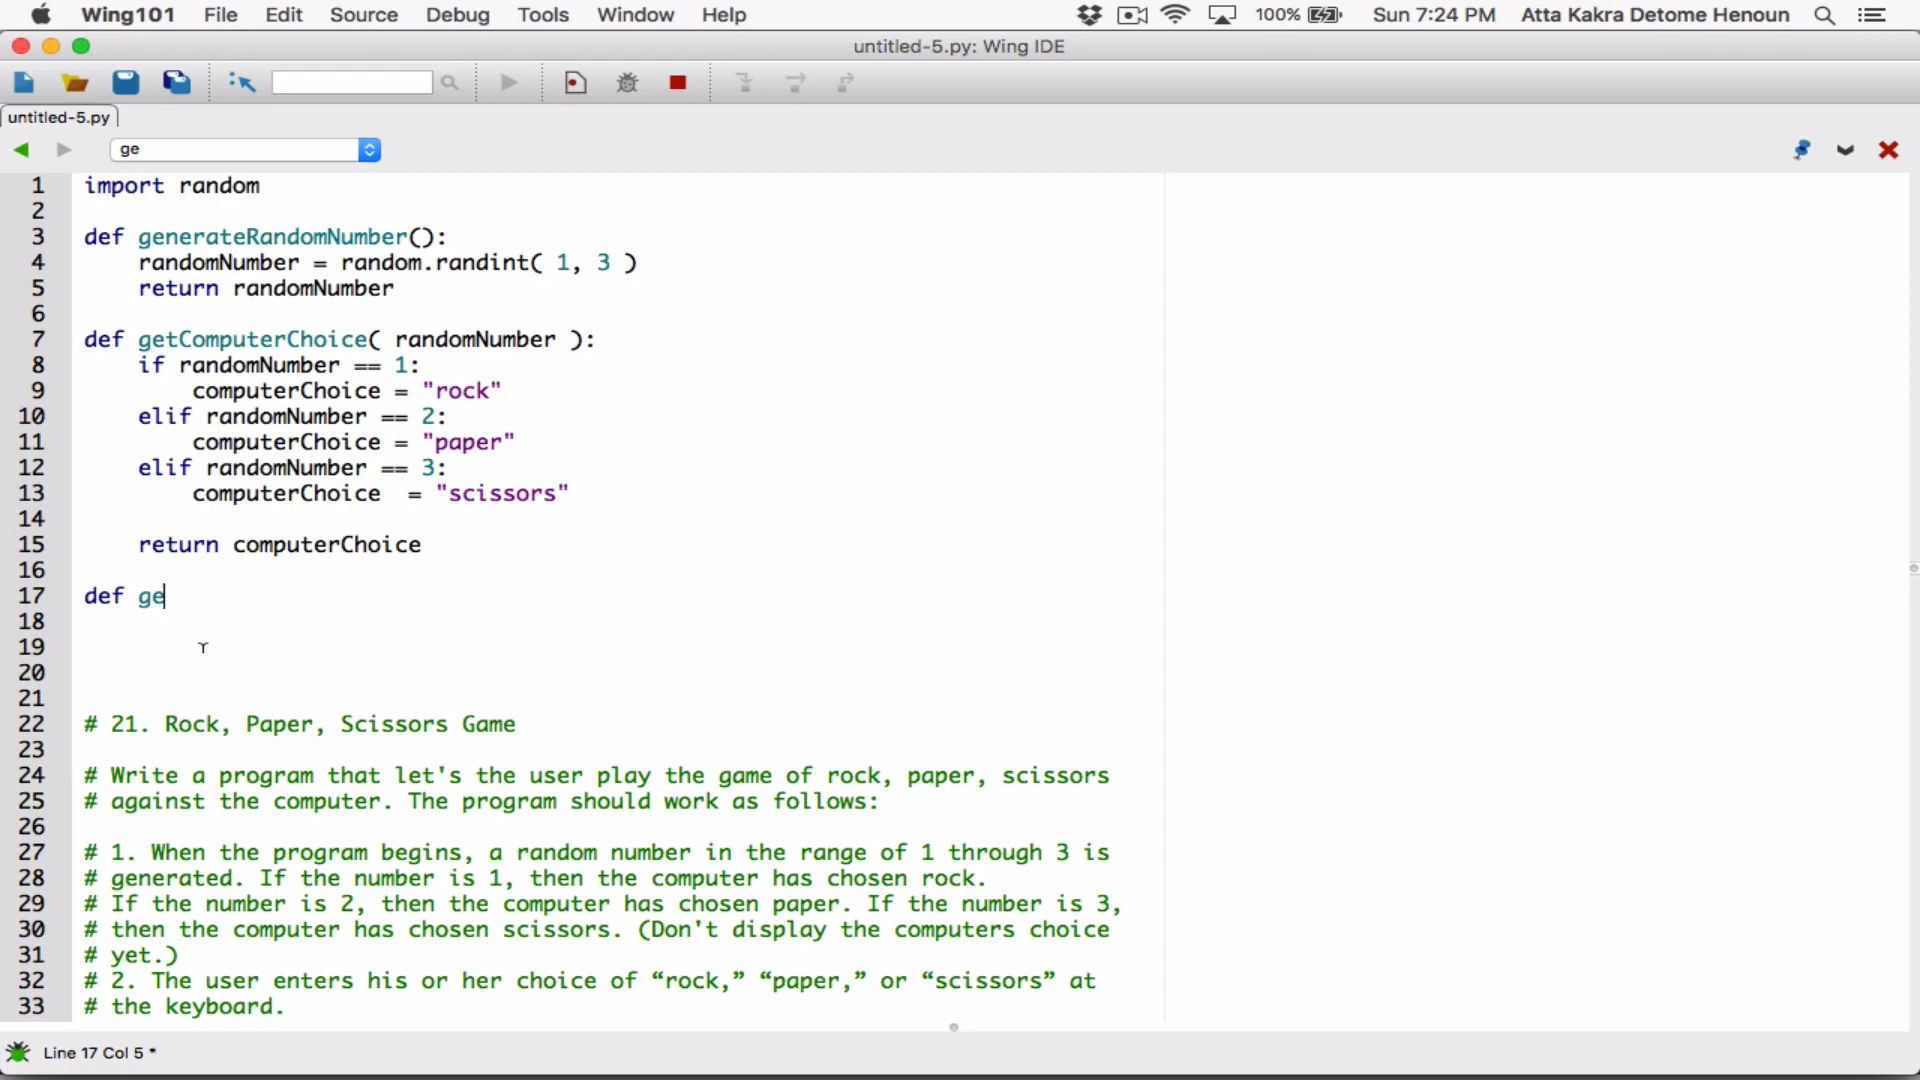 Wing101 File Edit Source Debug Tools Window Help 100% Sun 7:24 PM Atta Kakra Detome Henoun
untitled-5.py: Wing IDE
untitled-5.py
ge
1 import random
2
3 def generateRandomNumber():
4 randomNumber = random.randint( 1, 3 )
5 return randomNumber
6
7 def getComputerChoice( randomNumber ):
8 if randomNumber == 1:
9 computerChoice = "rock"
10 elif randomNumber == 2:
11 computerChoice = "paper"
12 elif randomNumber == 3:
13 computerChoice  = "scissors"
14
15 return computerChoice
16
17 def ge
18
19
20
21
22 # 21. Rock, Paper, Scissors Game
23
24 # Write a program that let's the user play the game of rock, paper, scissors
25 # against the computer. The program should work as follows:
26
27 # 1. When the program begins, a random number in the range of 1 through 3 is
28 # generated. If the number is 1, then the computer has chosen rock.
29 # If the number is 2, then the computer has chosen paper. If the number is 3,
30 # then the computer has chosen scissors. (Don't display the computers choice
31 # yet.)
32 # 2. The user enters his or her choice of “rock,” “paper,” or “scissors” at
33 # the keyboard.
Line 17 Col 5 *